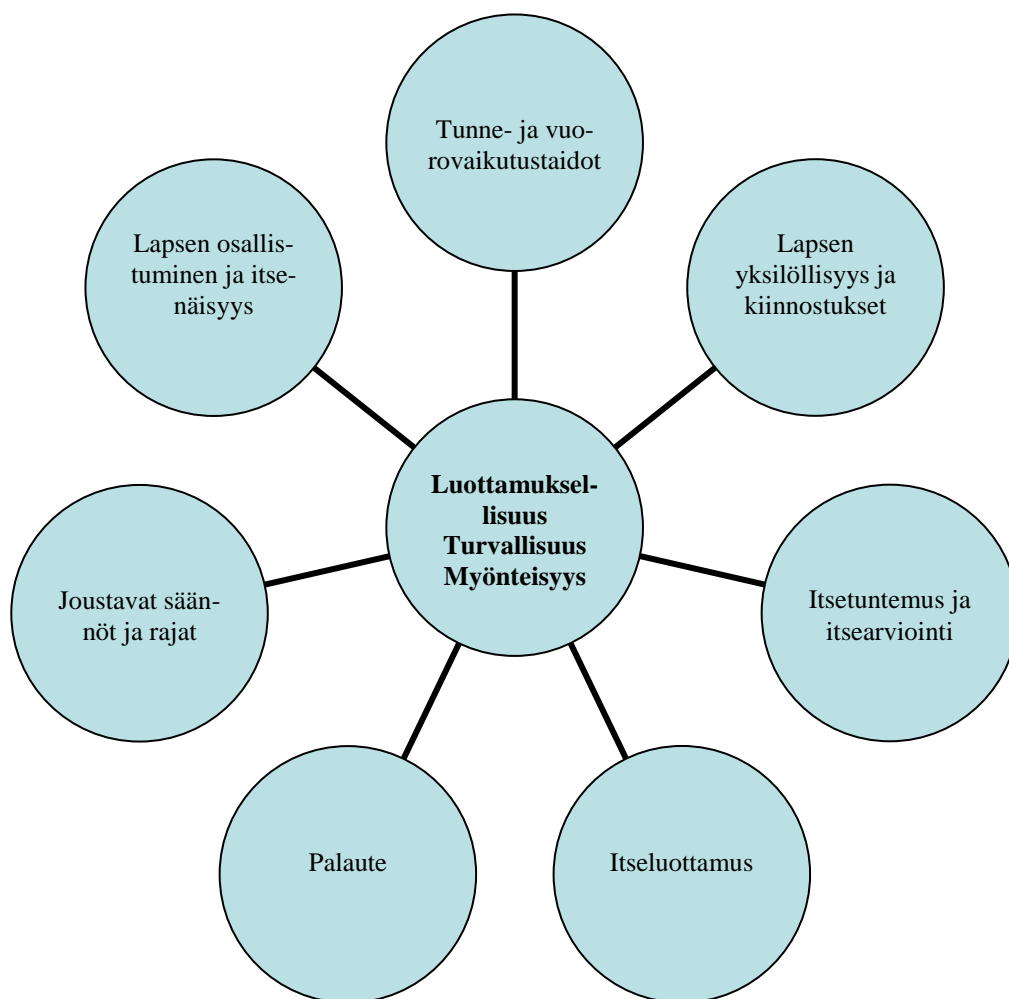 Tunne- ja vuo-
rovaikutustaidot
Lapsen osallis-
tuminen ja itse-
näisyys
Lapsen
yksilöllisyys ja
kiinnostukset
Luottamuksel-
lisuus
Turvallisuus
Myönteisyys
Joustavat sään-
nöt ja rajat
Itsetuntemus ja
itsearviointi
Palaute
Itseluottamus